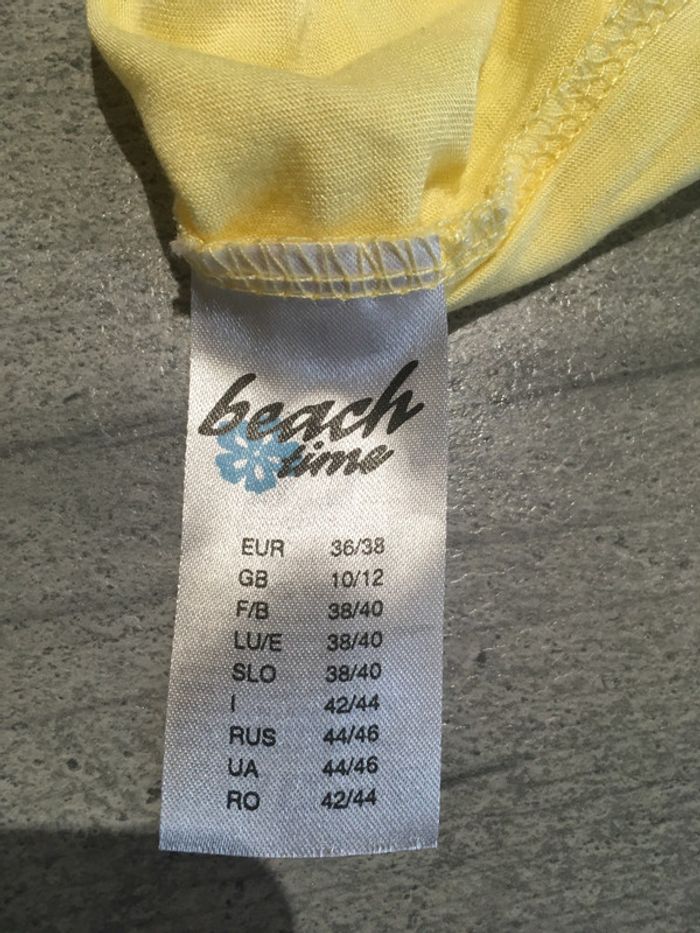 beach
time
EUR 36/38
GB 10/12
F/B 38/40
LU/E 38/40
SLO 38/40
I 42/44
RUS 44/46
UA 44/46
RO 42/44